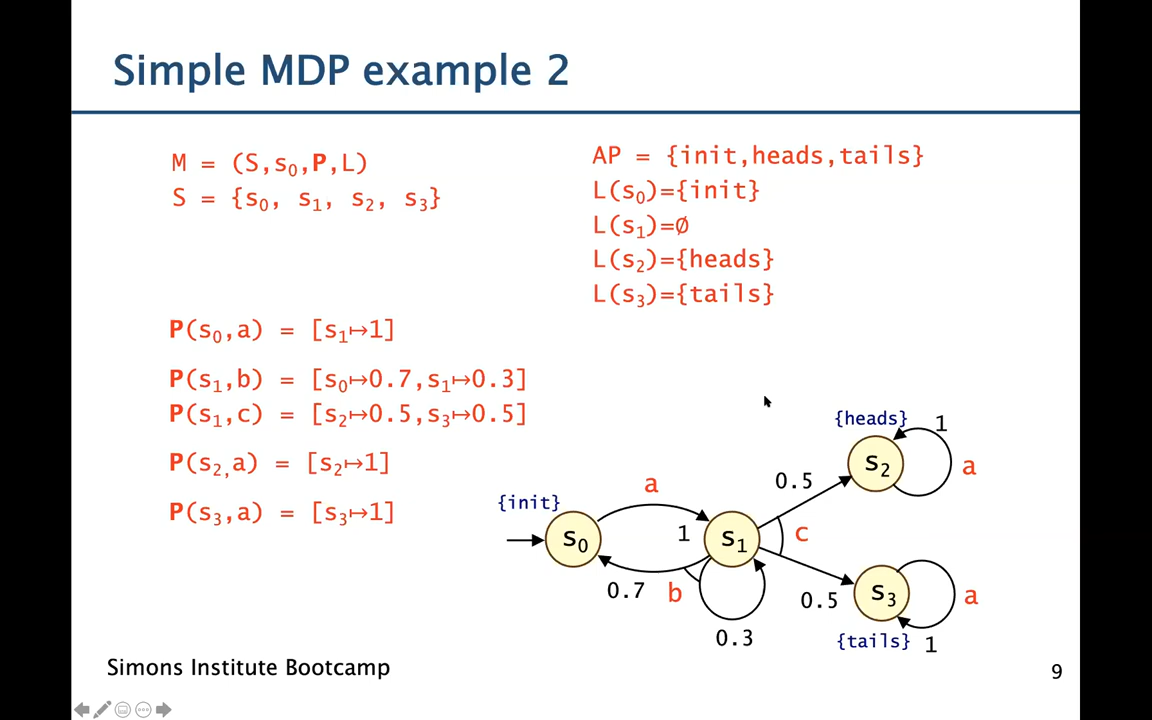 Simple MDP example 2
M = (S,s₀,P,L)
S = {s₀, s₁, s₂, s₃}
AP = {init,heads,tails}
L(s₀)={init}
L(s₁)=∅
L(s₂)={heads}
L(s₃)={tails}
P(s₀,a) = [s₁↦1]
P(s₁,b) = [s₀↦0.7,s₁↦0.3]
P(s₁,c) = [s₂↦0.5,s₃↦0.5]
P(s₂,a) = [s₂↦1]
P(s₃,a) = [s₃↦1]
{heads}
1
s₂
a
0.5
a
{init}
s₀
1
s₁
c
0.7
b
0.3
0.5
s₃
a
{tails}
1
Simons Institute Bootcamp
9